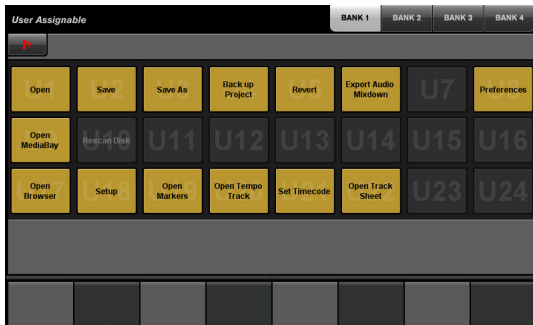 User Assignable BANK 1 BANK 2 BANK 3 BANK 4
Open Save Save As Back up Project Revert Export Audio Mixdown U7 Preferences
Open MediaBay Rescan Disk U11 U12 U13 U14 U15 U16
Open Browser Setup Open Markers Open Tempo Track Set Timecode Open Track Sheet U23 U24